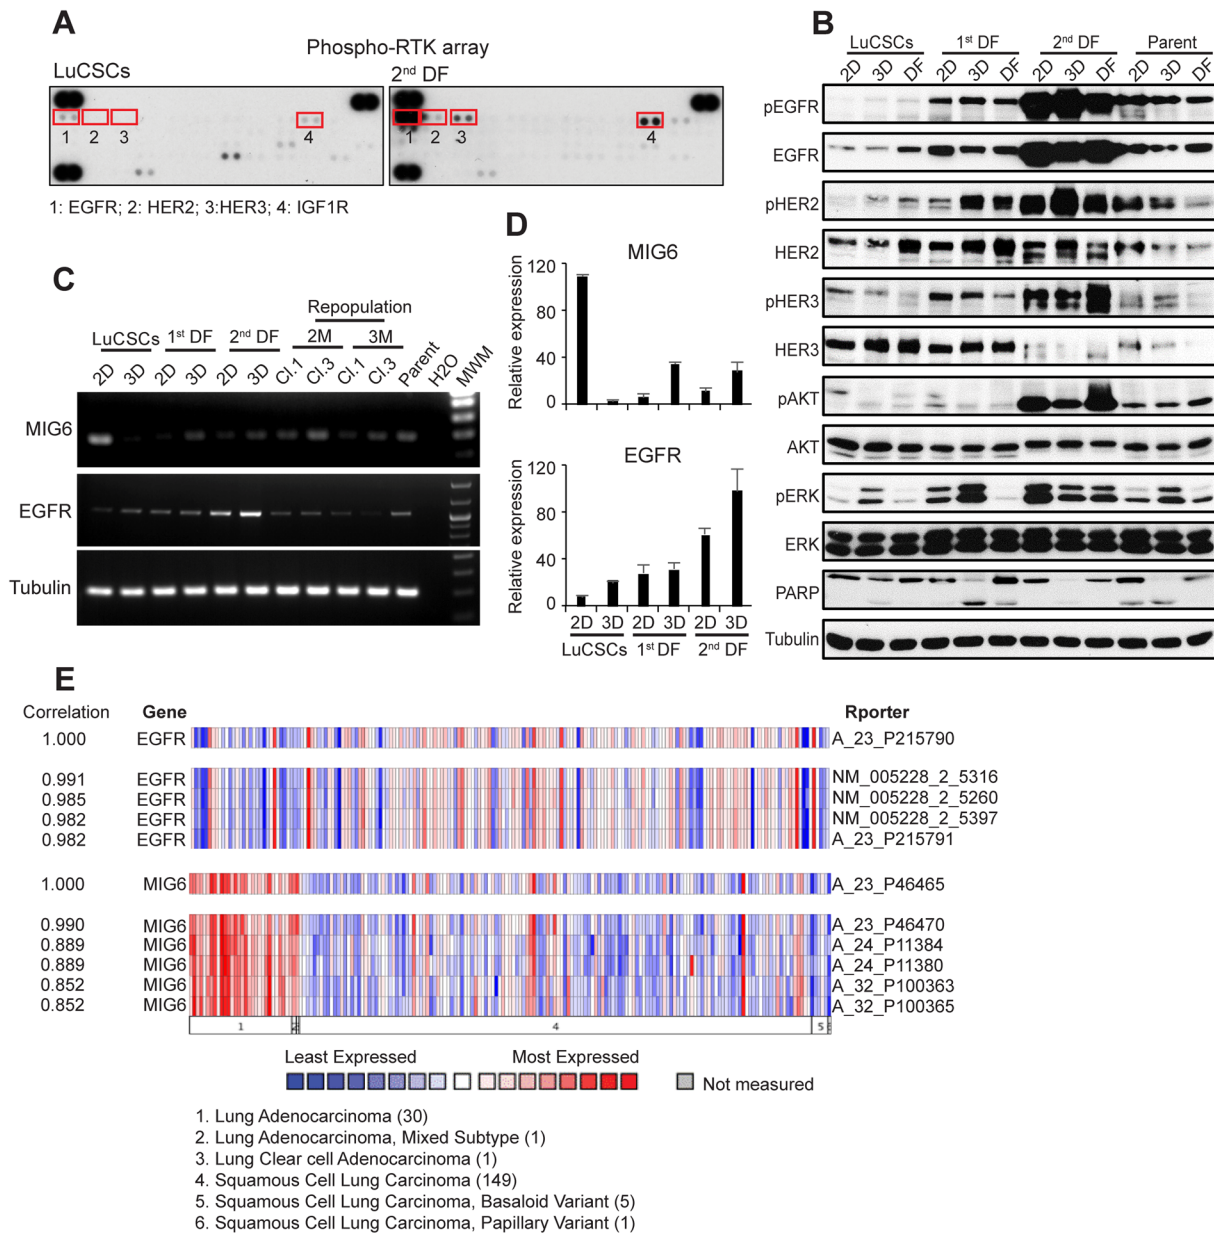 A
Phospho-RTK array
LuCSCs
2nd DF
1 2 3 4
1 2 3 4
1: EGFR; 2: HER2; 3:HER3; 4: IGF1R
B
LuCSCs 1st DF 2nd DF Parent
2D 3D DF 2D 3D DF 2D 3D DF 2D 3D DF
pEGFR
EGFR
pHER2
HER2
pHER3
HER3
pAKT
AKT
pERK
ERK
PARP
Tubulin
C
Repopulation
LuCSCs 1st DF 2nd DF 2M 3M
2D 3D 2D 3D 2D 3D Cl.1 Cl.3 Cl.1 Cl.3 Parent H2O MWM
MIG6
EGFR
Tubulin
D
MIG6
Relative expression
120
80
40
0
EGFR
Relative expression
120
80
40
0
2D 3D 2D 3D 2D 3D
LuCSCs 1st DF 2nd DF
E
Correlation Gene Rporter
1.000 EGFR A_23_P215790
0.991 EGFR NM_005228_2_5316
0.985 EGFR NM_005228_2_5260
0.982 EGFR NM_005228_2_5397
0.982 EGFR A_23_P215791
1.000 MIG6 A_23_P46465
0.990 MIG6 A_23_P46470
0.889 MIG6 A_24_P11384
0.889 MIG6 A_24_P11380
0.852 MIG6 A_32_P100363
0.852 MIG6 A_32_P100365
1 2 4 5
Least Expressed Most Expressed
Not measured
1. Lung Adenocarcinoma (30)
2. Lung Adenocarcinoma, Mixed Subtype (1)
3. Lung Clear cell Adenocarcinoma (1)
4. Squamous Cell Lung Carcinoma (149)
5. Squamous Cell Lung Carcinoma, Basaloid Variant (5)
6. Squamous Cell Lung Carcinoma, Papillary Variant (1)